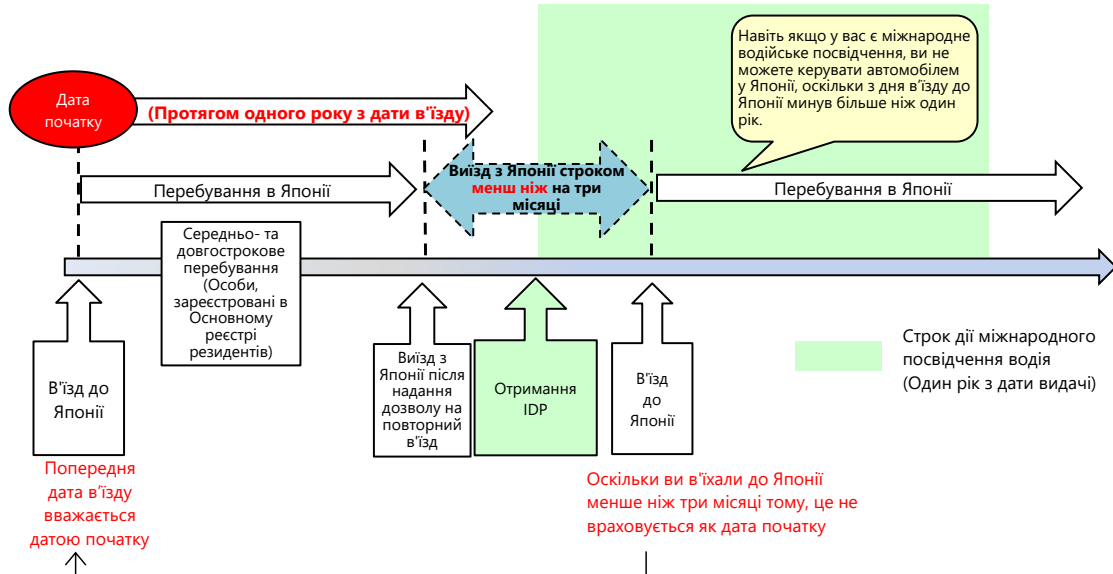 Навіть якщо у вас є міжнародне
водійське посвідчення, ви не
можете керувати автомобілем
у Японії, оскільки з дня в'їзду до
Японії минув більше ніж один
рік.
Дата
початку
(Протягом одного року з дати в'їзду)
Перебування в Японії
Виїзд з Японії строком
менш ніж на три
місяці
Перебування в Японії
Середньо- та
довгострокове
перебування
(Особи,
зареєстровані в
Основному
реєстрі
резидентів)
В'їзд до
Японії
Виїзд з
Японії після
надання
дозволу на
повторний
в'їзд
Отримання
IDP
В'їзд
до
Японії
Строк дії міжнародного
посвідчення водія
(Один рік з дати видачі)
Попередня
дата в'їзду
вважається
датою початку
Оскільки ви в'їхали до Японії
менше ніж три місяці тому, це не
враховується як дата початку